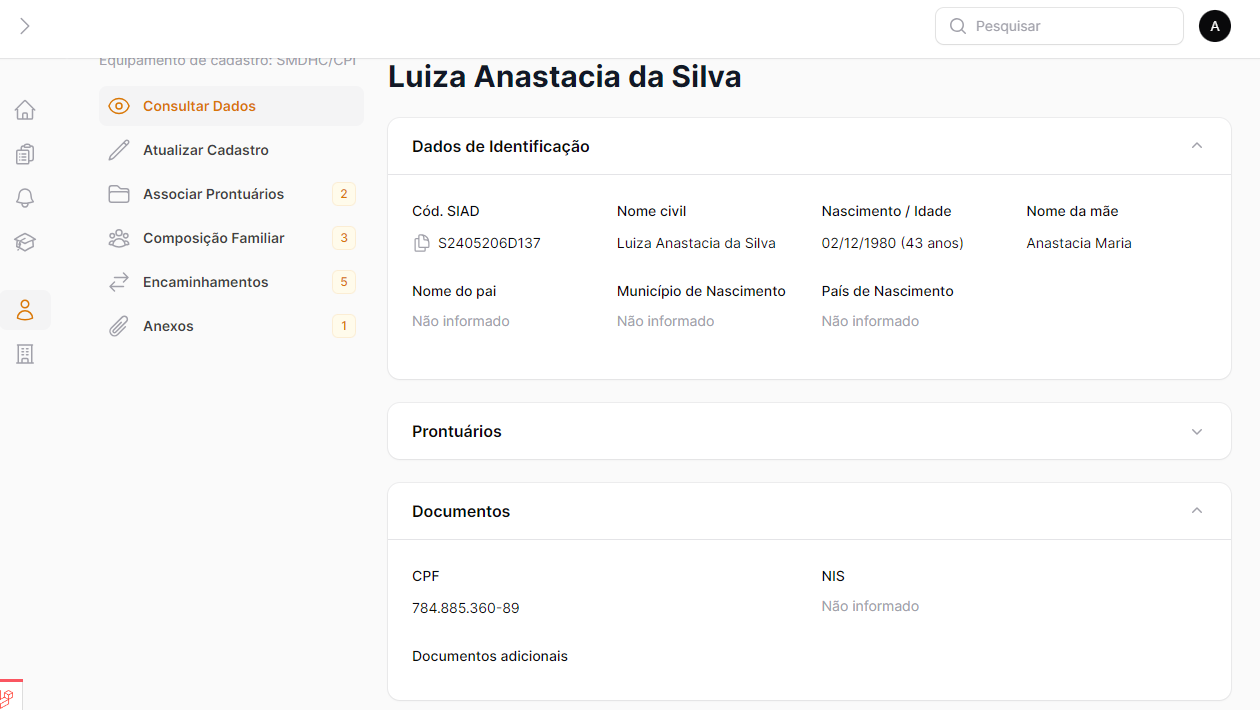 Pesquisar
A
Equipamento de cadastro: SMDHC/CPI
Consultar Dados
Atualizar Cadastro
Associar Prontuários 2
Composição Familiar 3
Encaminhamentos 5
Anexos 1
Luiza Anastacia da Silva
Dados de Identificação
Cód. SIAD
S2405206D137
Nome civil
Luiza Anastacia da Silva
Nascimento / Idade
02/12/1980 (43 anos)
Nome da mãe
Anastacia Maria
Nome do pai
Não informado
Município de Nascimento
Não informado
País de Nascimento
Não informado
Prontuários
Documentos
CPF
784.885.360-89
NIS
Não informado
Documentos adicionais